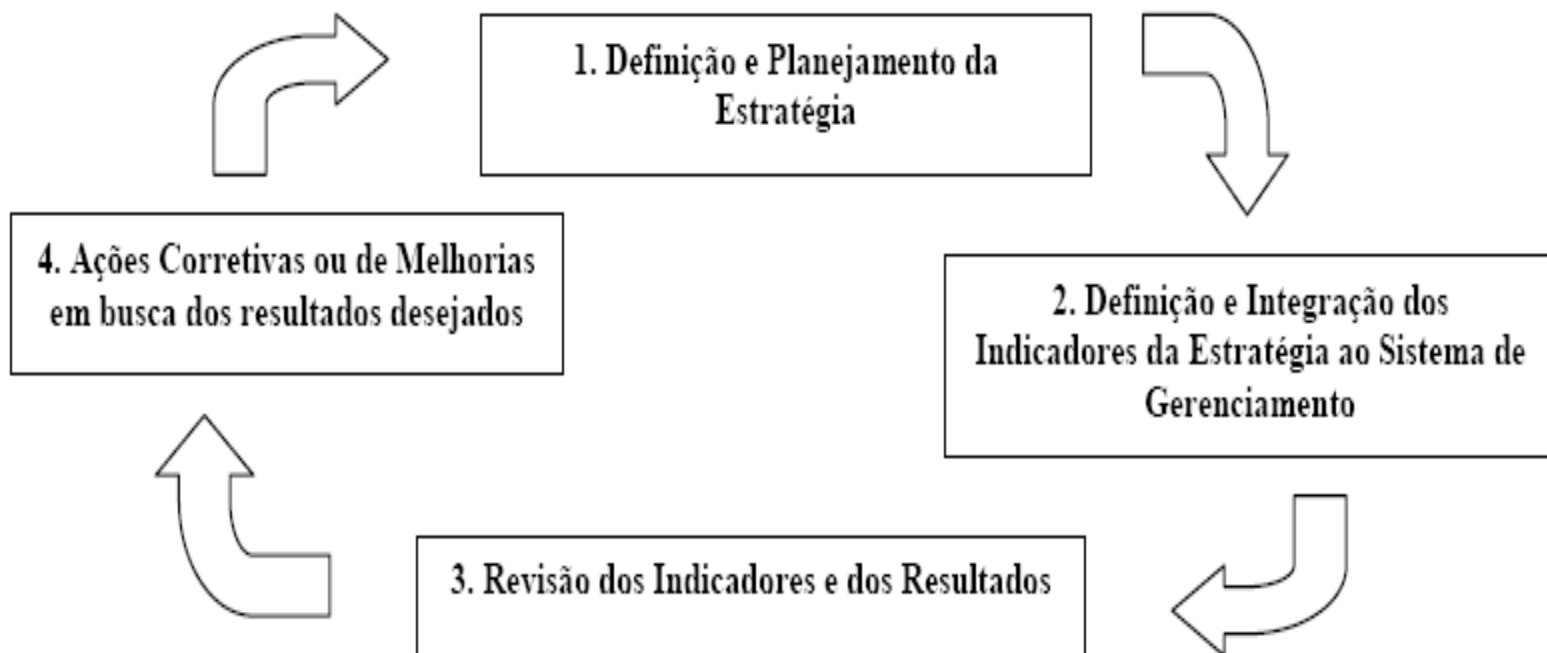 1. Definição e Planejamento da
Estratégia
2. Definição e Integração dos
Indicadores da Estratégia ao Sistema de
Gerenciamento
3. Revisão dos Indicadores e dos Resultados
4. Ações Corretivas ou de Melhorias
em busca dos resultados desejados